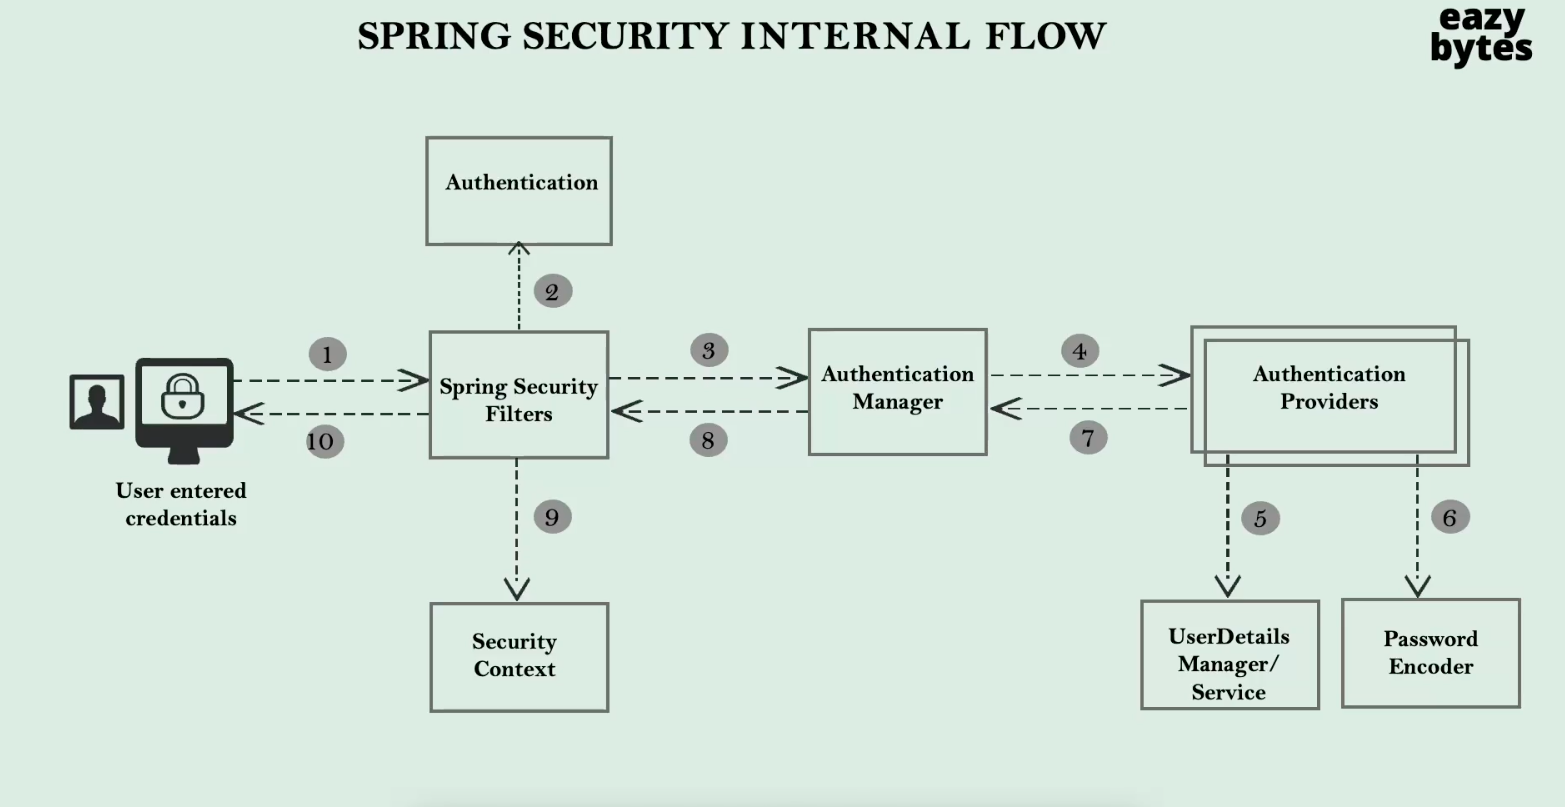 SPRING SECURITY INTERNAL FLOW
eazy
bytes
Authentication
2
1
3
4
Spring Security
Filters
Authentication
Manager
Authentication
Providers
10
8
7
User entered
credentials
9
5
6
Security
Context
UserDetails
Manager/
Service
Password
Encoder